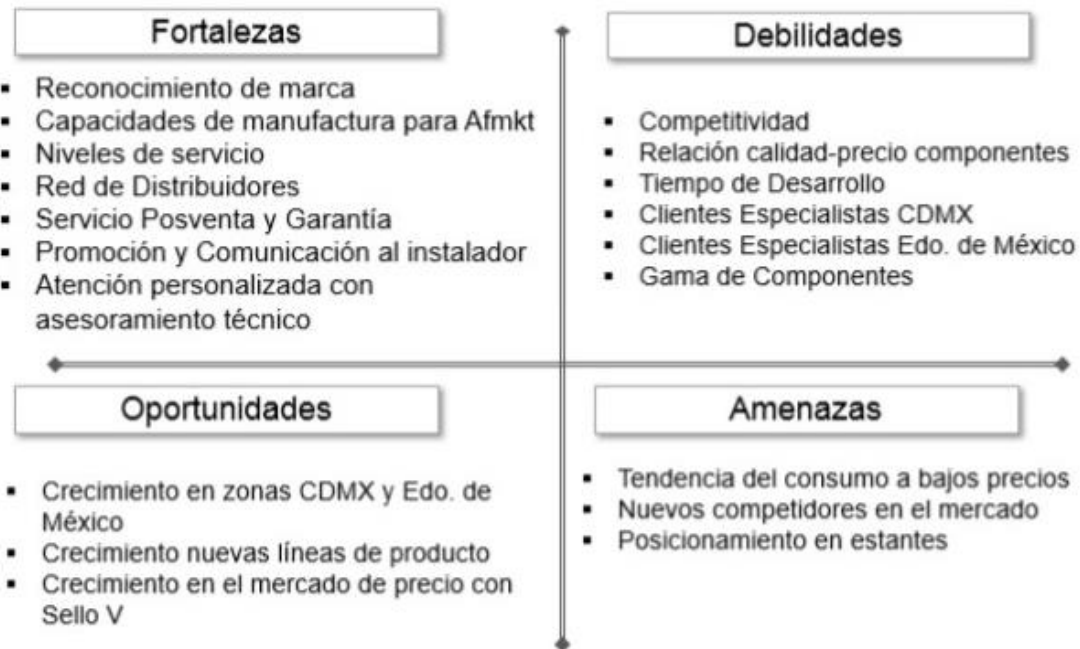 Fortalezas
▪ Reconocimiento de marca
▪ Capacidades de manufactura para Afmkt
▪ Niveles de servicio
▪ Red de Distribuidores
▪ Servicio Posventa y Garantía
▪ Promoción y Comunicación al instalador
▪ Atención personalizada con
asesoramiento técnico
Debilidades
▪ Competitividad
▪ Relación calidad-precio componentes
▪ Tiempo de Desarrollo
▪ Clientes Especialistas CDMX
▪ Clientes Especialistas Edo. de México
▪ Gama de Componentes
Oportunidades
▪ Crecimiento en zonas CDMX y Edo. de
México
▪ Crecimiento nuevas líneas de producto
▪ Crecimiento en el mercado de precio con
Sello V
Amenazas
▪ Tendencia del consumo a bajos precios
▪ Nuevos competidores en el mercado
▪ Posicionamiento en estantes